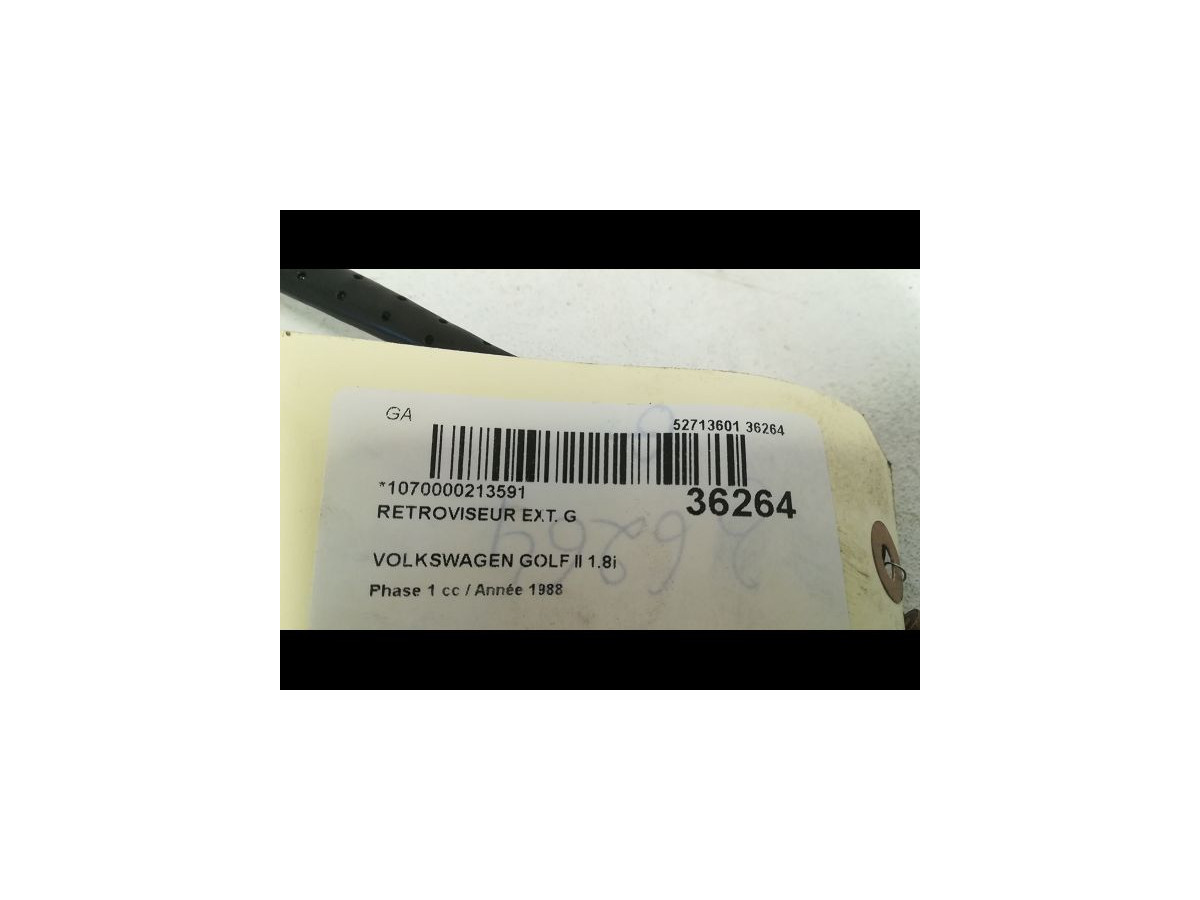 GA
52713601 36264
*1070000213591
36264
RETROVISEUR EXT. G
VOLKSWAGEN GOLF II 1.8i
Phase 1 cc / Année 1988